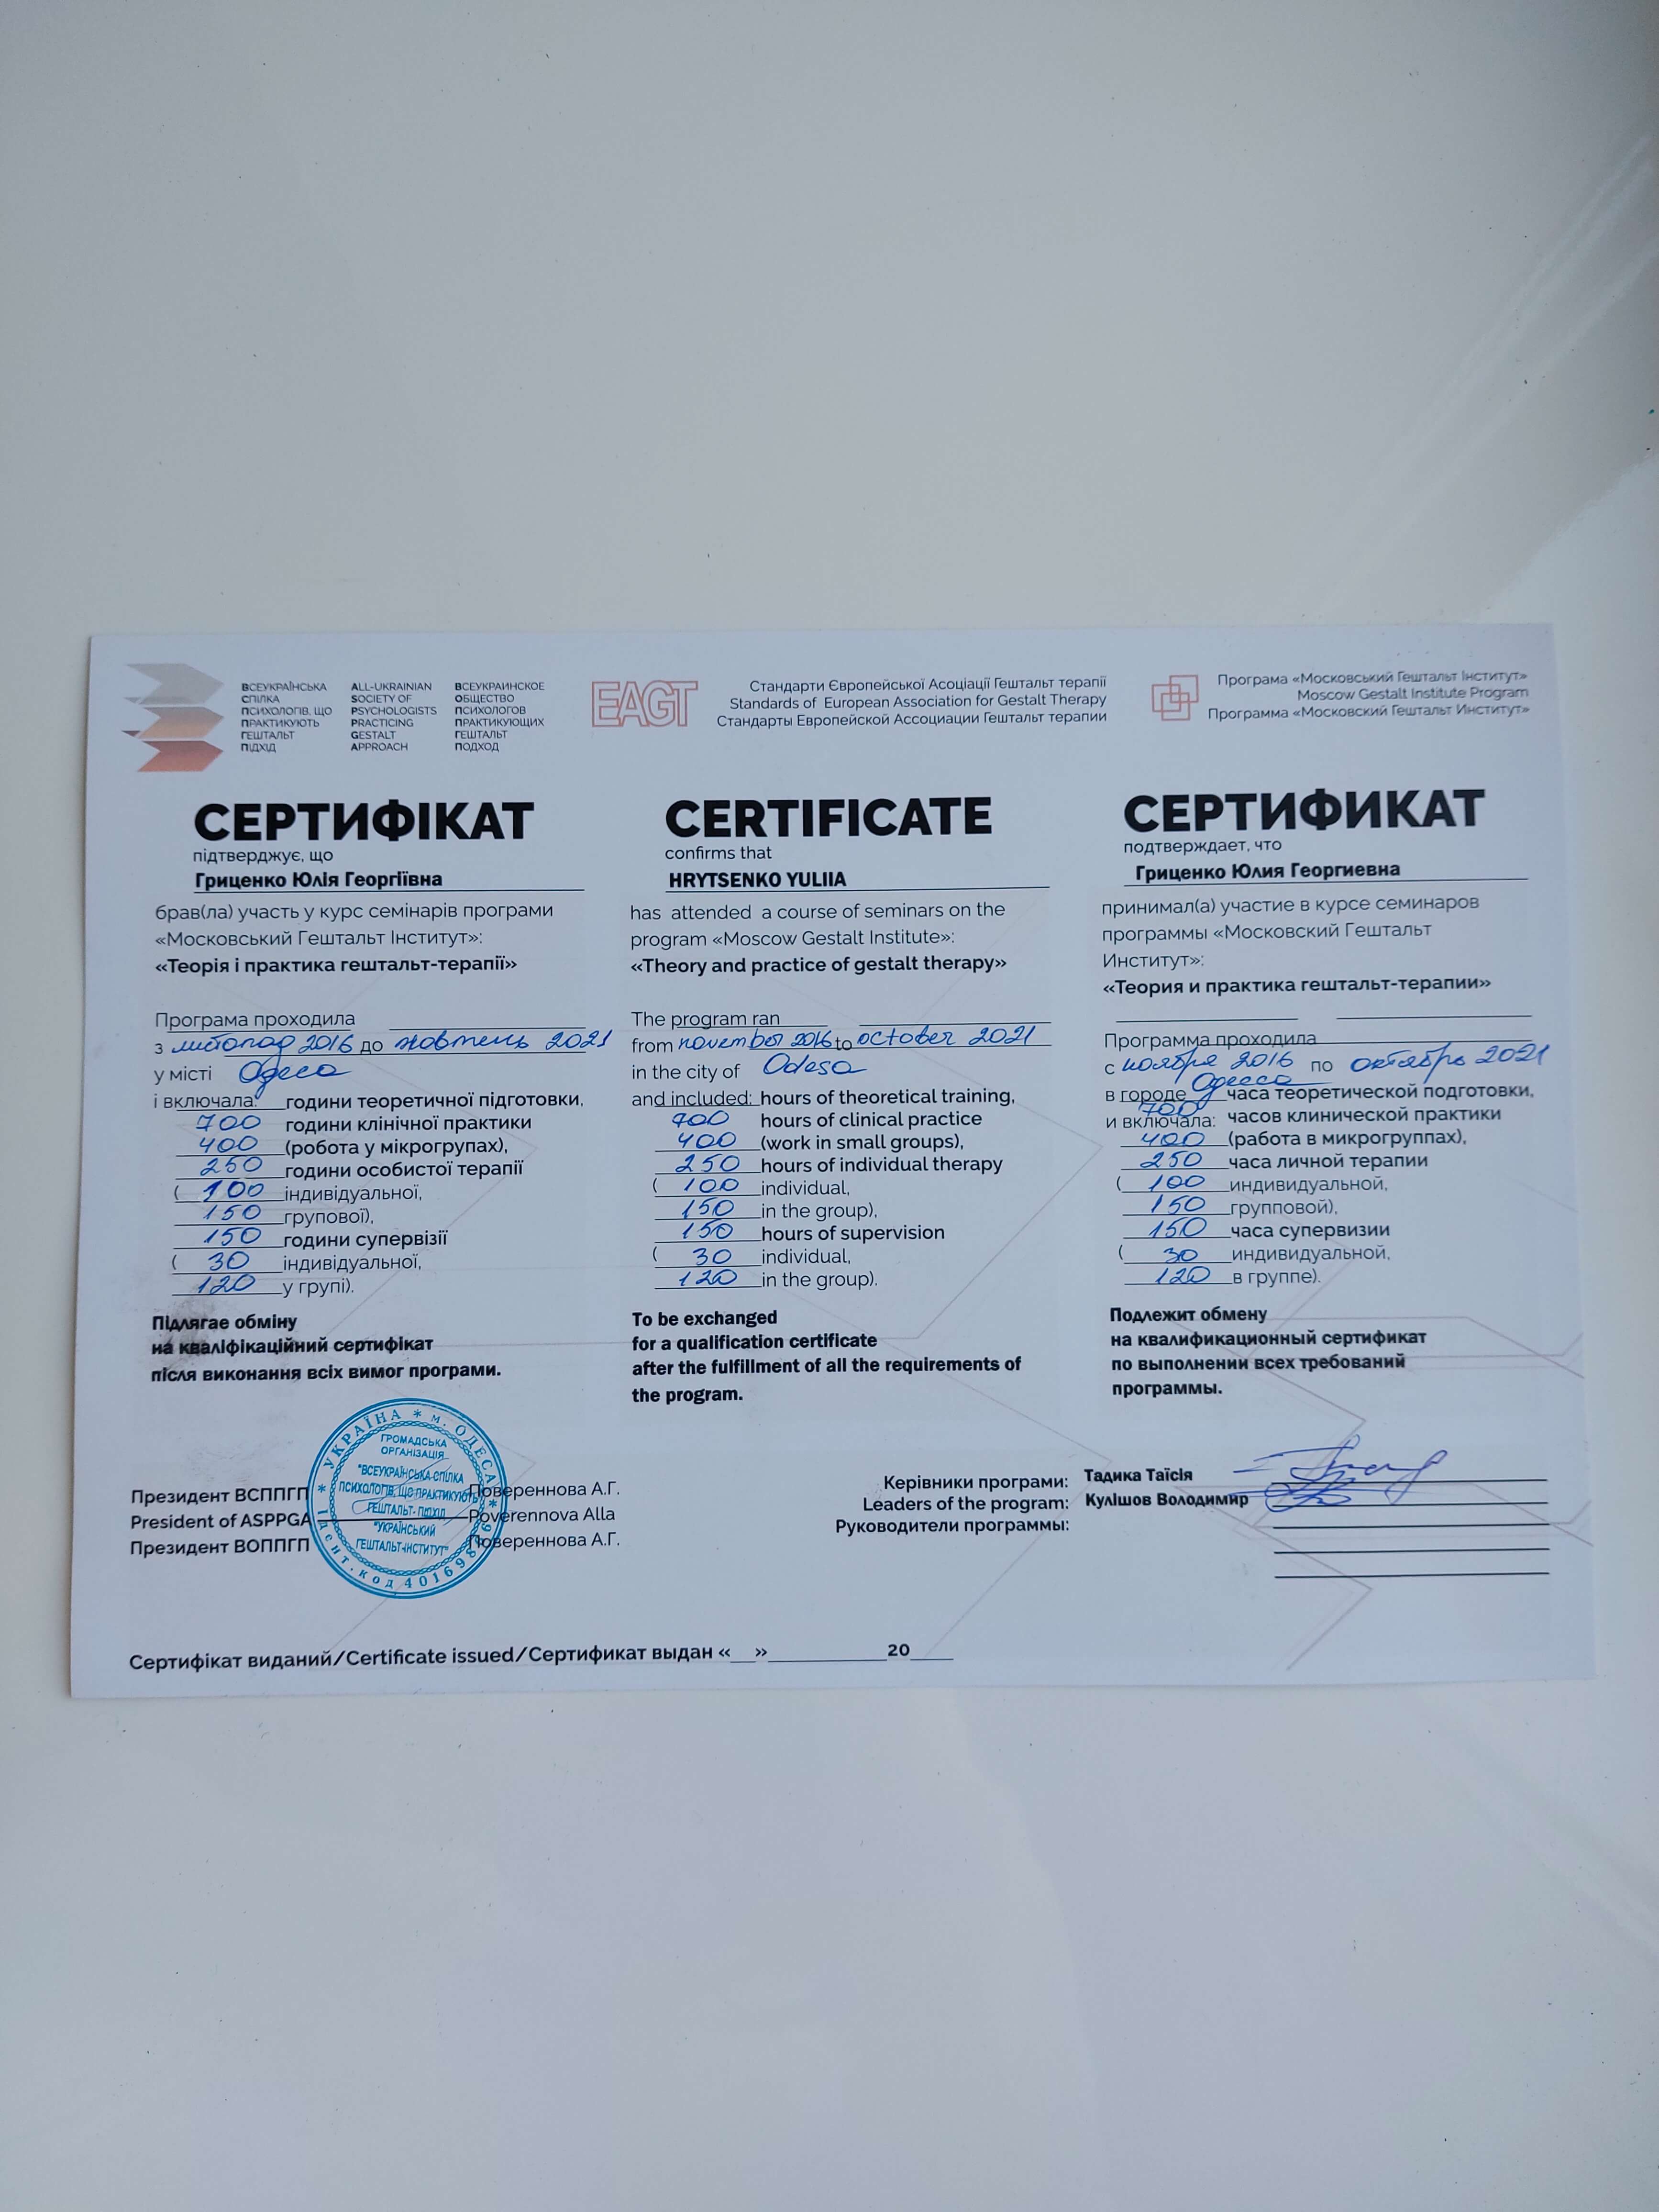 ВСЕУКРАЇНСЬКА
СПІЛКА
ПСИХОЛОГІВ, ЩО
ПРАКТИКУЮТЬ
ГЕШТАЛЬТ
ПІДХІД
ALL-UKRAINIAN
SOCIETY OF
PSYCHOLOGISTS
PRACTICING
GESTALT
APPROACH
ВСЕУКРАИНСКОЕ
ОБЩЕСТВО
ПСИХОЛОГОВ
ПРАКТИКУЮЩИХ
ГЕШТАЛЬТ
ПОДХОД
EAGT
Стандарти Європейської Асоціації Гештальт терапії
Standards of European Association for Gestalt Therapy
Стандарты Европейской Ассоциации Гештальт терапии
Програма «Московський Гештальт Інститут»
Moscow Gestalt Institute Program
Программа «Московский Гештальт Институт»
СЕРТИФІКАТ
підтверджує, що
Гриценко Юлія Георгіївна
брав(ла) участь у курс семінарів програми
«Московський Гештальт Інститут»:
«Теорія і практика гештальт-терапії»
Програма проходила
з листопад 2016 до жовтень 2021
у місті Одеса
і включала: години теоретичної підготовки,
700 години клінічної практики
400 (робота у мікрогрупах),
250 години особистої терапії
( 100 індивідуальної,
150 групової),
150 години супервізії
( 30 індивідуальної,
120 у групі).
Підлягае обміну
на кваліфікаційний сертифікат
після виконання всіх вимог програми.
CERTIFICATE
confirms that
HRYTSENKO YULIIA
has attended a course of seminars on the
program «Moscow Gestalt Institute»:
«Theory and practice of gestalt therapy»
The program ran
from november 2016 to october 2021
in the city of Odesa
and included: hours of theoretical training,
700 hours of clinical practice
400 (work in small groups),
250 hours of individual therapy
( 100 individual,
150 in the group),
150 hours of supervision
( 30 individual,
120 in the group).
To be exchanged
for a qualification certificate
after the fulfillment of all the requirements of
the program.
СЕРТИФИКАТ
подтверждает, что
Гриценко Юлия Георгиевна
принимал(а) участие в курсе семинаров
программы «Московский Гештальт
Институт»:
«Теория и практика гештальт-терапии»
Программа проходила
с ноября 2016 по октябрь 2021
в городе Одесса часа теоретической подготовки,
и включала: 700 часов клинической практики
400 (работа в микрогруппах),
250 часа личной терапии
( 100 индивидуальной,
150 групповой),
150 часа супервизии
( 30 индивидуальной,
120 в группе).
Подлежит обмену
на квалификационный сертификат
по выполнении всех требований
программы.
Президент ВСППГП Повереннова А.Г.
President of ASPPGA Poverennova Alla
Президент ВОППГП Повереннова А.Г.
* УКРАЇНА * м. ОДЕСА *
ГРОМАДСЬКА
ОРГАНІЗАЦІЯ
"ВСЕУКРАЇНСЬКА СПІЛКА
ПСИХОЛОГІВ, ЩО ПРАКТИКУЮТЬ
ГЕШТАЛЬТ- ПІДХІД
"УКРАЇНСЬКИЙ
ГЕШТАЛЬТ-ІНСТИТУТ"
Ідент.код
Керівники програми: Тадика Таїсія
Leaders of the program: Кулішов Володимир
Руководители программы:
Сертифікат виданий/Certificate issued/Сертификат выдан «__»____________20____